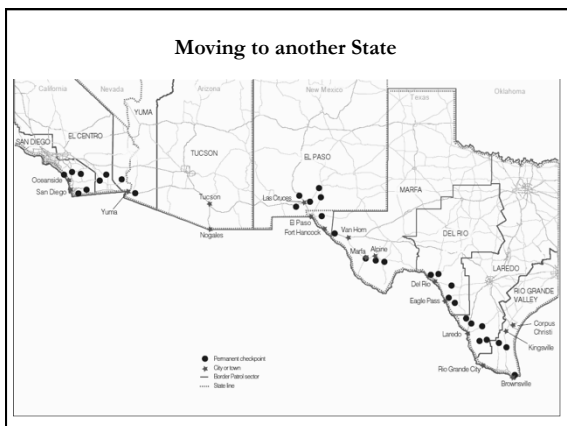 Moving to another State
California
Nevada
Arizona
New Mexico
Texas
Oklahoma
YUMA
SAN DIEGO
EL CENTRO
TUCSON
EL PASO
MARFA
DEL RIO
LAREDO
RIO GRANDE
VALLEY
Oceanside
San Diego
Yuma
Tucson
Nogales
Las Cruces
El Paso
Fort Hancock
Van Horn
Marfa
Alpine
Del Rio
Eagle Pass
Laredo
Rio Grande City
Corpus
Christi
Kingsville
Brownsville
Permanent checkpoint
City or town
Border Patrol sector
State line